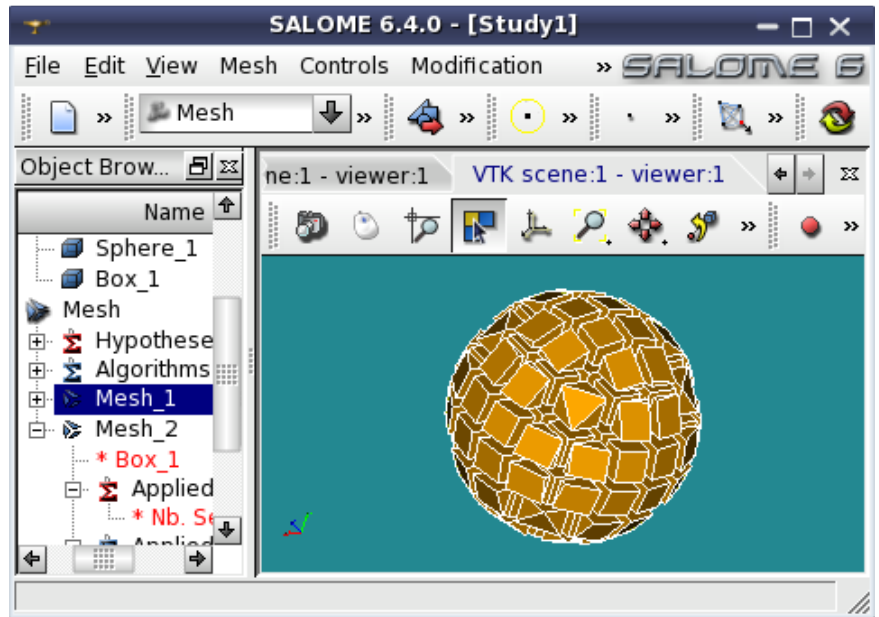 SALOME 6.4.0 - [Study1]
File Edit View Mesh Controls Modification » SALOME 6
» Mesh » » » » »
Object Brow... ne:1 - viewer:1 VTK scene:1 - viewer:1
Name » »
Sphere_1
Box_1
Mesh
Hypothese
Algorithms
Mesh_1
Mesh_2
* Box_1
Applied
* Nb. Se
Applied